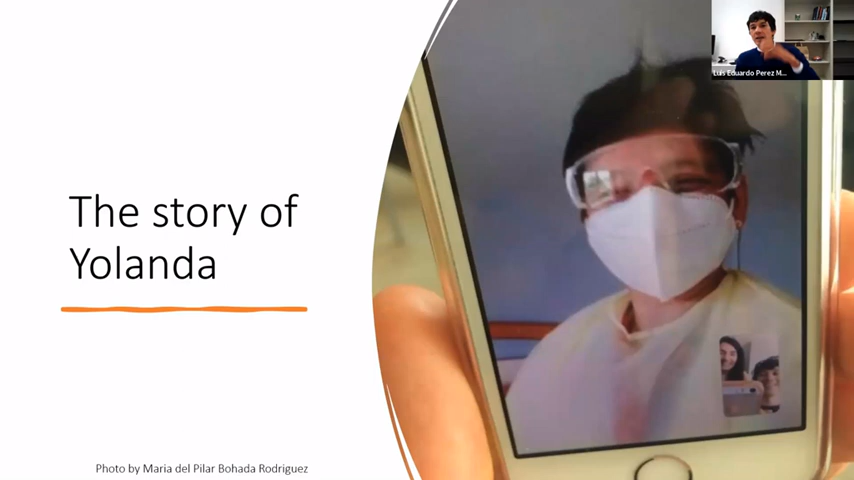 Luis Eduardo Perez M...
The story of
Yolanda
Photo by Maria del Pilar Bohada Rodriguez